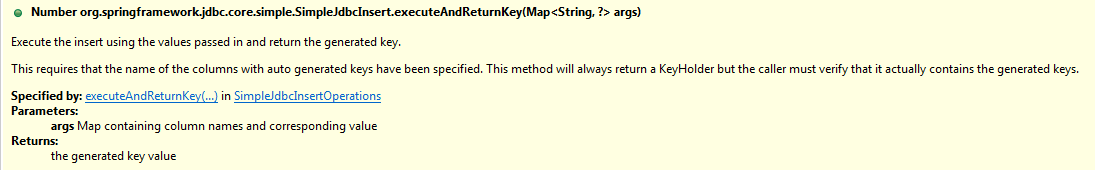 Number org.springframework.jdbc.core.simple.SimpleJdbcInsert.executeAndReturnKey(Map<String, ?> args)
Execute the insert using the values passed in and return the generated key.
This requires that the name of the columns with auto generated keys have been specified. This method will always return a KeyHolder but the caller must verify that it actually contains the generated keys.
Specified by: executeAndReturnKey(...) in SimpleJdbcInsertOperations
Parameters:
args Map containing column names and corresponding value
Returns:
the generated key value